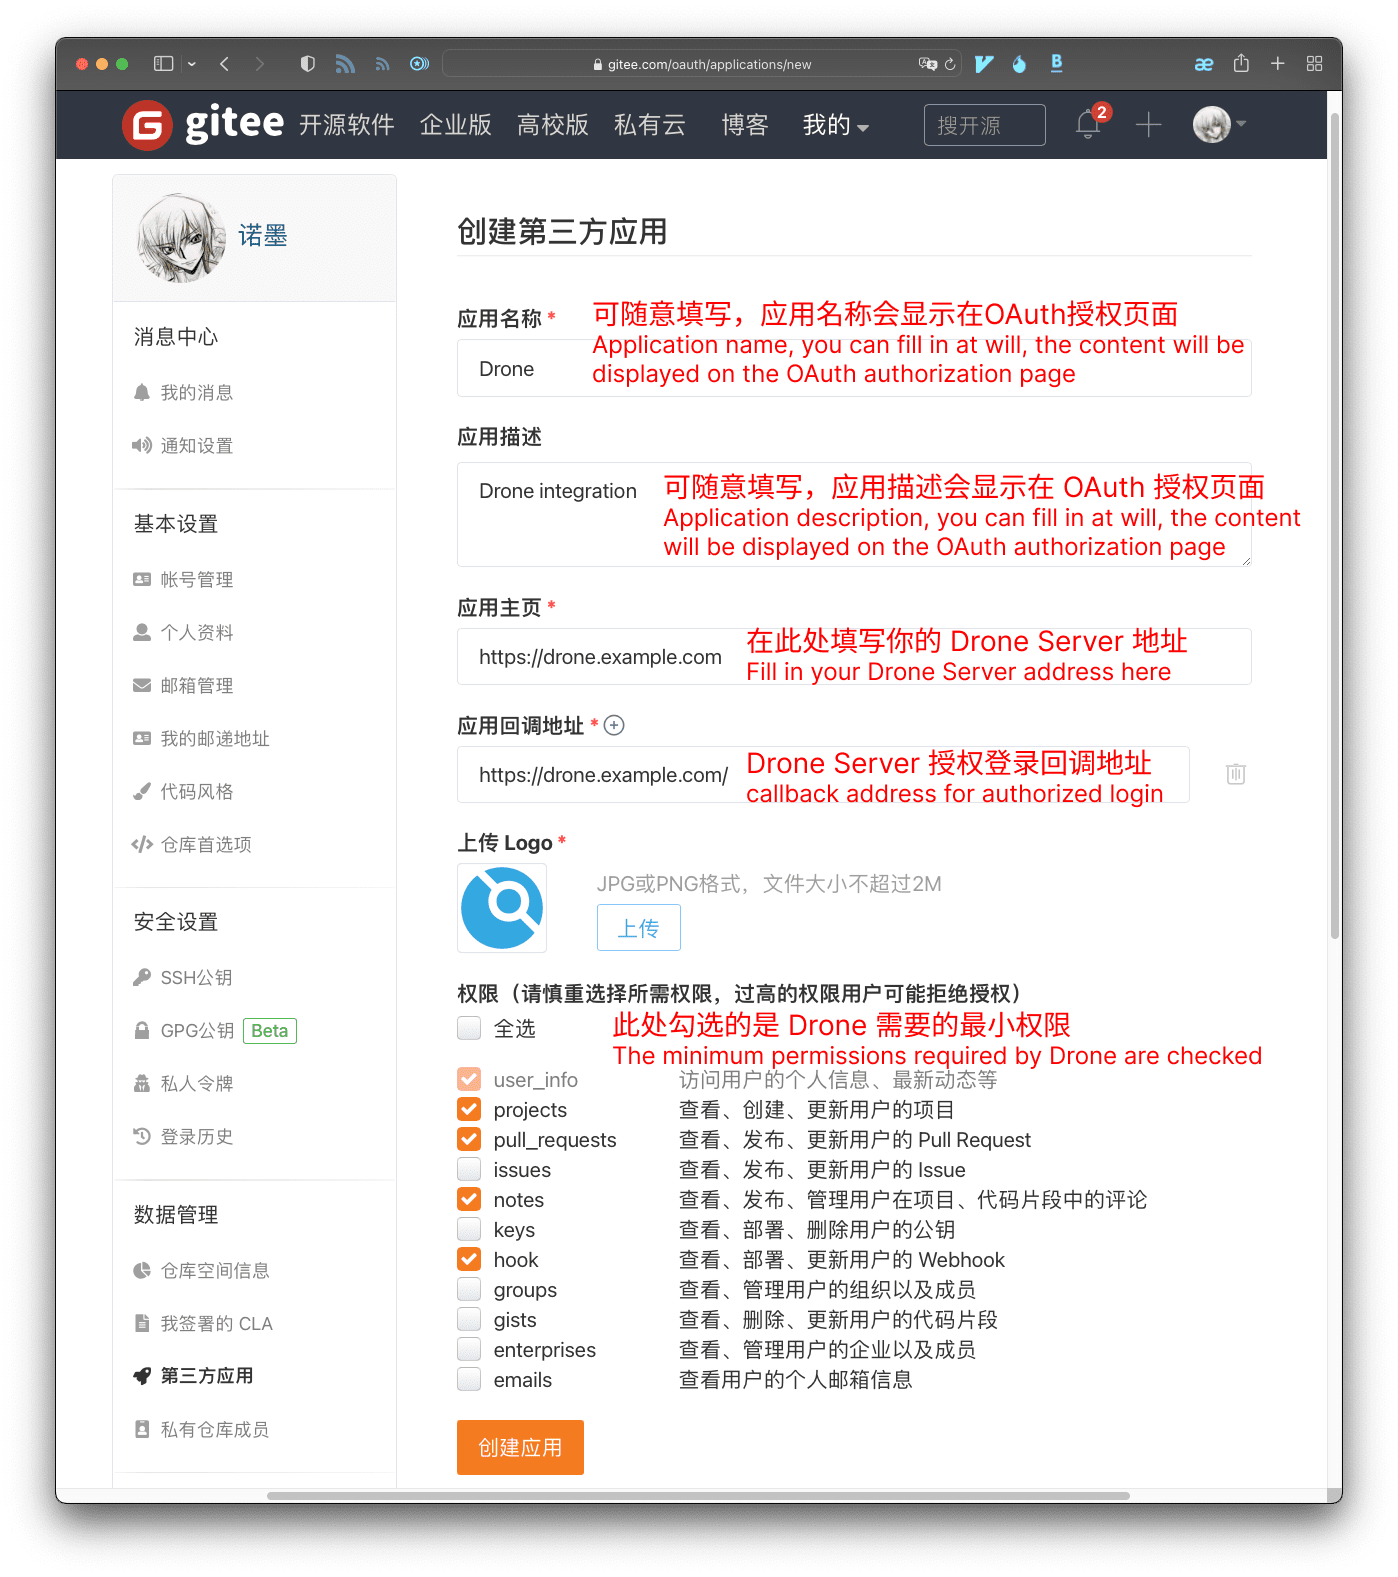 gitee.com/oauth/applications/new
B
æ
G gitee 开源软件 企业版 高校版 私有云 博客 我的 搜开源 2
诺墨
消息中心
我的消息
通知设置
基本设置
帐号管理
个人资料
邮箱管理
我的邮递地址
代码风格
仓库首选项
安全设置
SSH公钥
GPG公钥 Beta
私人令牌
登录历史
数据管理
仓库空间信息
我签署的 CLA
第三方应用
私有仓库成员
创建第三方应用
应用名称 *
可随意填写，应用名称会显示在OAuth授权页面
Application name, you can fill in at will, the content will be
displayed on the OAuth authorization page
Drone
应用描述
Drone integration
可随意填写，应用描述会显示在 OAuth 授权页面
Application description, you can fill in at will, the content
will be displayed on the OAuth authorization page
应用主页 *
https://drone.example.com
在此处填写你的 Drone Server 地址
Fill in your Drone Server address here
应用回调地址 *
https://drone.example.com/
Drone Server 授权登录回调地址
callback address for authorized login
上传 Logo *
JPG或PNG格式，文件大小不超过2M
上传
权限（请慎重选择所需权限，过高的权限用户可能拒绝授权）
全选
此处勾选的是 Drone 需要的最小权限
The minimum permissions required by Drone are checked
user_info 访问用户的个人信息、最新动态等
projects 查看、创建、更新用户的项目
pull_requests 查看、发布、更新用户的 Pull Request
issues 查看、发布、更新用户的 Issue
notes 查看、发布、管理用户在项目、代码片段中的评论
keys 查看、部署、删除用户的公钥
hook 查看、部署、更新用户的 Webhook
groups 查看、管理用户的组织以及成员
gists 查看、删除、更新用户的代码片段
enterprises 查看、管理用户的企业以及成员
emails 查看用户的个人邮箱信息
创建应用